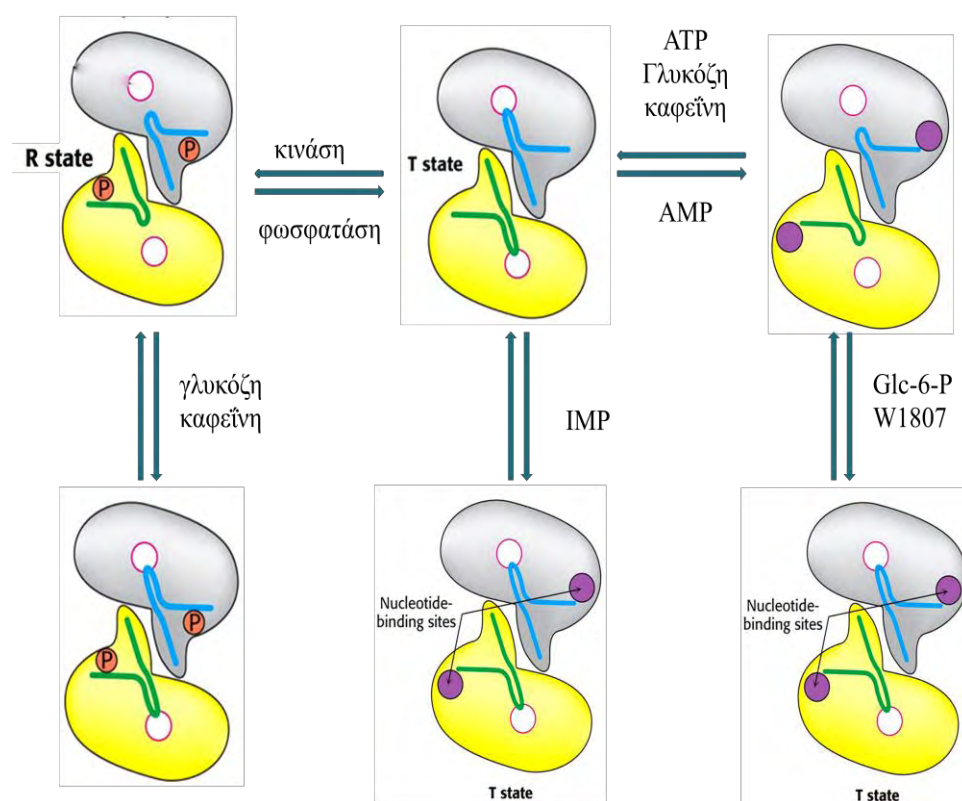 ATP
Γλυκόζη
καφεΐνη
P
R state
κινάση
T state
P
φωσφατάση
AMP
γλυκόζη
καφεΐνη
IMP
Glc-6-P
W1807
P
P
Nucleotide-
binding sites
Nucleotide-
binding sites
T state
T state